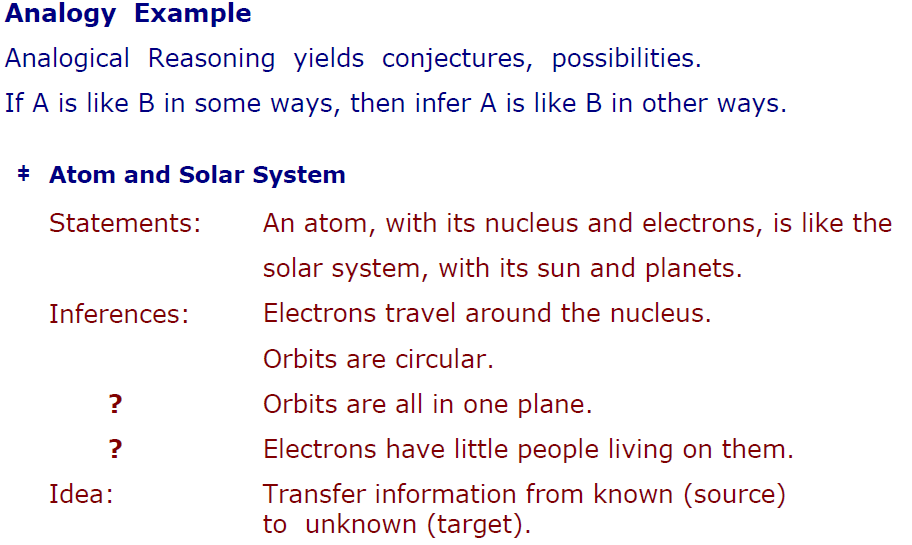 Analogy Example
Analogical Reasoning yields conjectures, possibilities.
If A is like B in some ways, then infer A is like B in other ways.
‡ Atom and Solar System
Statements: An atom, with its nucleus and electrons, is like the
solar system, with its sun and planets.
Inferences: Electrons travel around the nucleus.
Orbits are circular.
? Orbits are all in one plane.
? Electrons have little people living on them.
Idea: Transfer information from known (source)
to unknown (target).